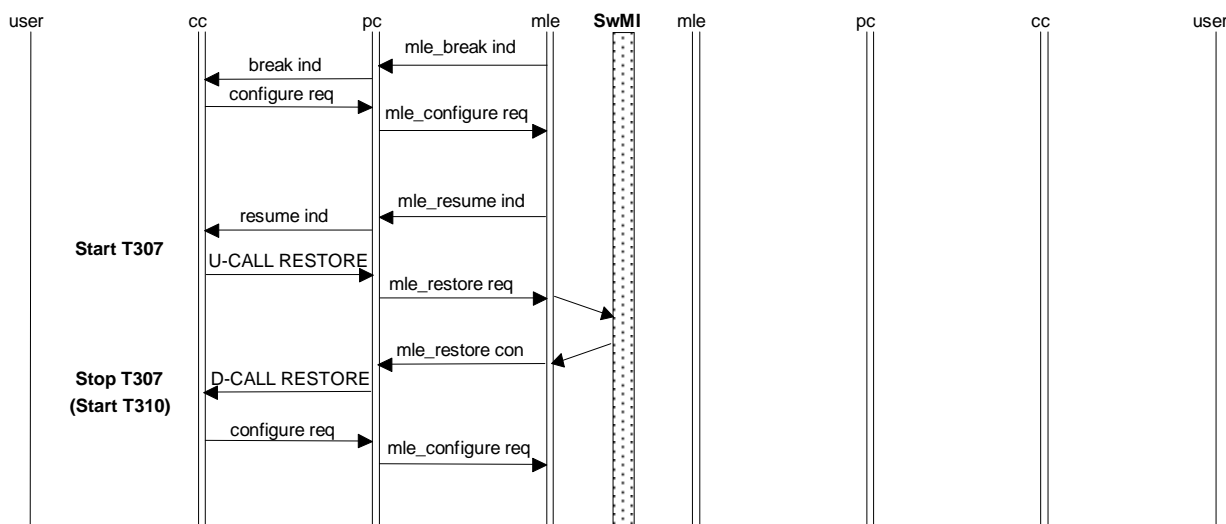 user cc pc mle SwMI mle pc cc user
mle_break ind
break ind
configure req
mle_configure req
mle_resume ind
resume ind
Start T307
U-CALL RESTORE
mle_restore req
mle_restore con
Stop T307 D-CALL RESTORE
(Start T310)
configure req
mle_configure req